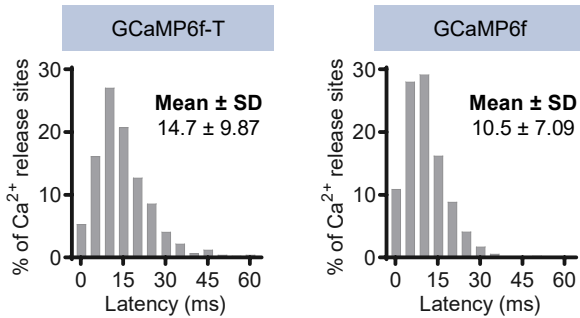 GCaMP6f-T
% of Ca2+ release sites
30
20
10
0
Mean ± SD
14.7 ± 9.87
0 15 30 45 60
Latency (ms)
GCaMP6f
% of Ca2+ release sites
30
20
10
0
Mean ± SD
10.5 ± 7.09
0 15 30 45 60
Latency (ms)